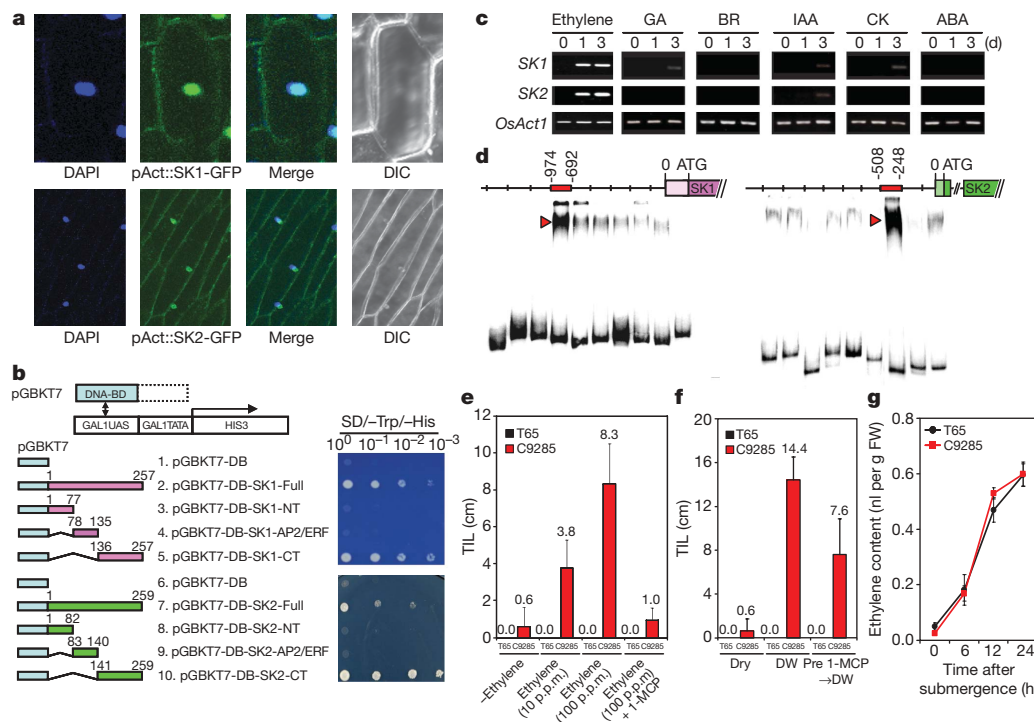 a
DAPI
pAct::SK1-GFP
Merge
DIC
DAPI
pAct::SK2-GFP
Merge
DIC
b
pGBKT7
DNA-BD
GAL1UAS
GAL1TATA
HIS3
pGBKT7
SD/–Trp/–His
10⁰ 10⁻¹ 10⁻² 10⁻³
1. pGBKT7-DB
1 257
2. pGBKT7-DB-SK1-Full
1 77
3. pGBKT7-DB-SK1-NT
78 135
4. pGBKT7-DB-SK1-AP2/ERF
136 257
5. pGBKT7-DB-SK1-CT
6. pGBKT7-DB
1 259
7. pGBKT7-DB-SK2-Full
1 82
8. pGBKT7-DB-SK2-NT
83 140
9. pGBKT7-DB-SK2-AP2/ERF
141 259
10. pGBKT7-DB-SK2-CT
c
Ethylene GA BR IAA CK ABA
0 1 3 0 1 3 0 1 3 0 1 3 0 1 3 0 1 3 (d)
SK1
SK2
OsAct1
d
–974
–692
0 ATG
SK1
–508
–248
0 ATG
SK2
e
TIL (cm)
12
10
8
6
4
2
0
T65
C9285
0.0 0.6 0.0 3.8 0.0 8.3 0.0 1.0
T65 C9285 T65 C9285 T65 C9285 T65 C9285
–Ethylene
Ethylene
(10 p.p.m.)
Ethylene
(100 p.p.m.)
Ethylene
(100 p.p.m)
+ 1-MCP
f
TIL (cm)
20
16
12
8
4
0
T65
C9285
0.0 0.6 0.0 14.4 0.0 7.6
T65 C9285 T65 C9285 T65 C9285
Dry DW Pre 1-MCP
→DW
g
Ethylene content (nl per g FW)
0.8
0.6
0.4
0.2
0.0
T65
C9285
0 6 12 24
Time after
submergence (h